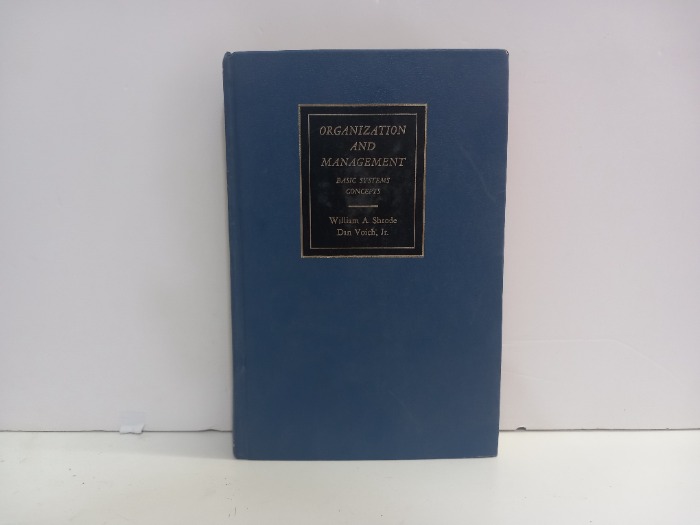 ORGANIZATION
AND
MANAGEMENT
BASIC SYSTEMS
CONCEPTS
William A. Shrode
Dan Voich, Jr.